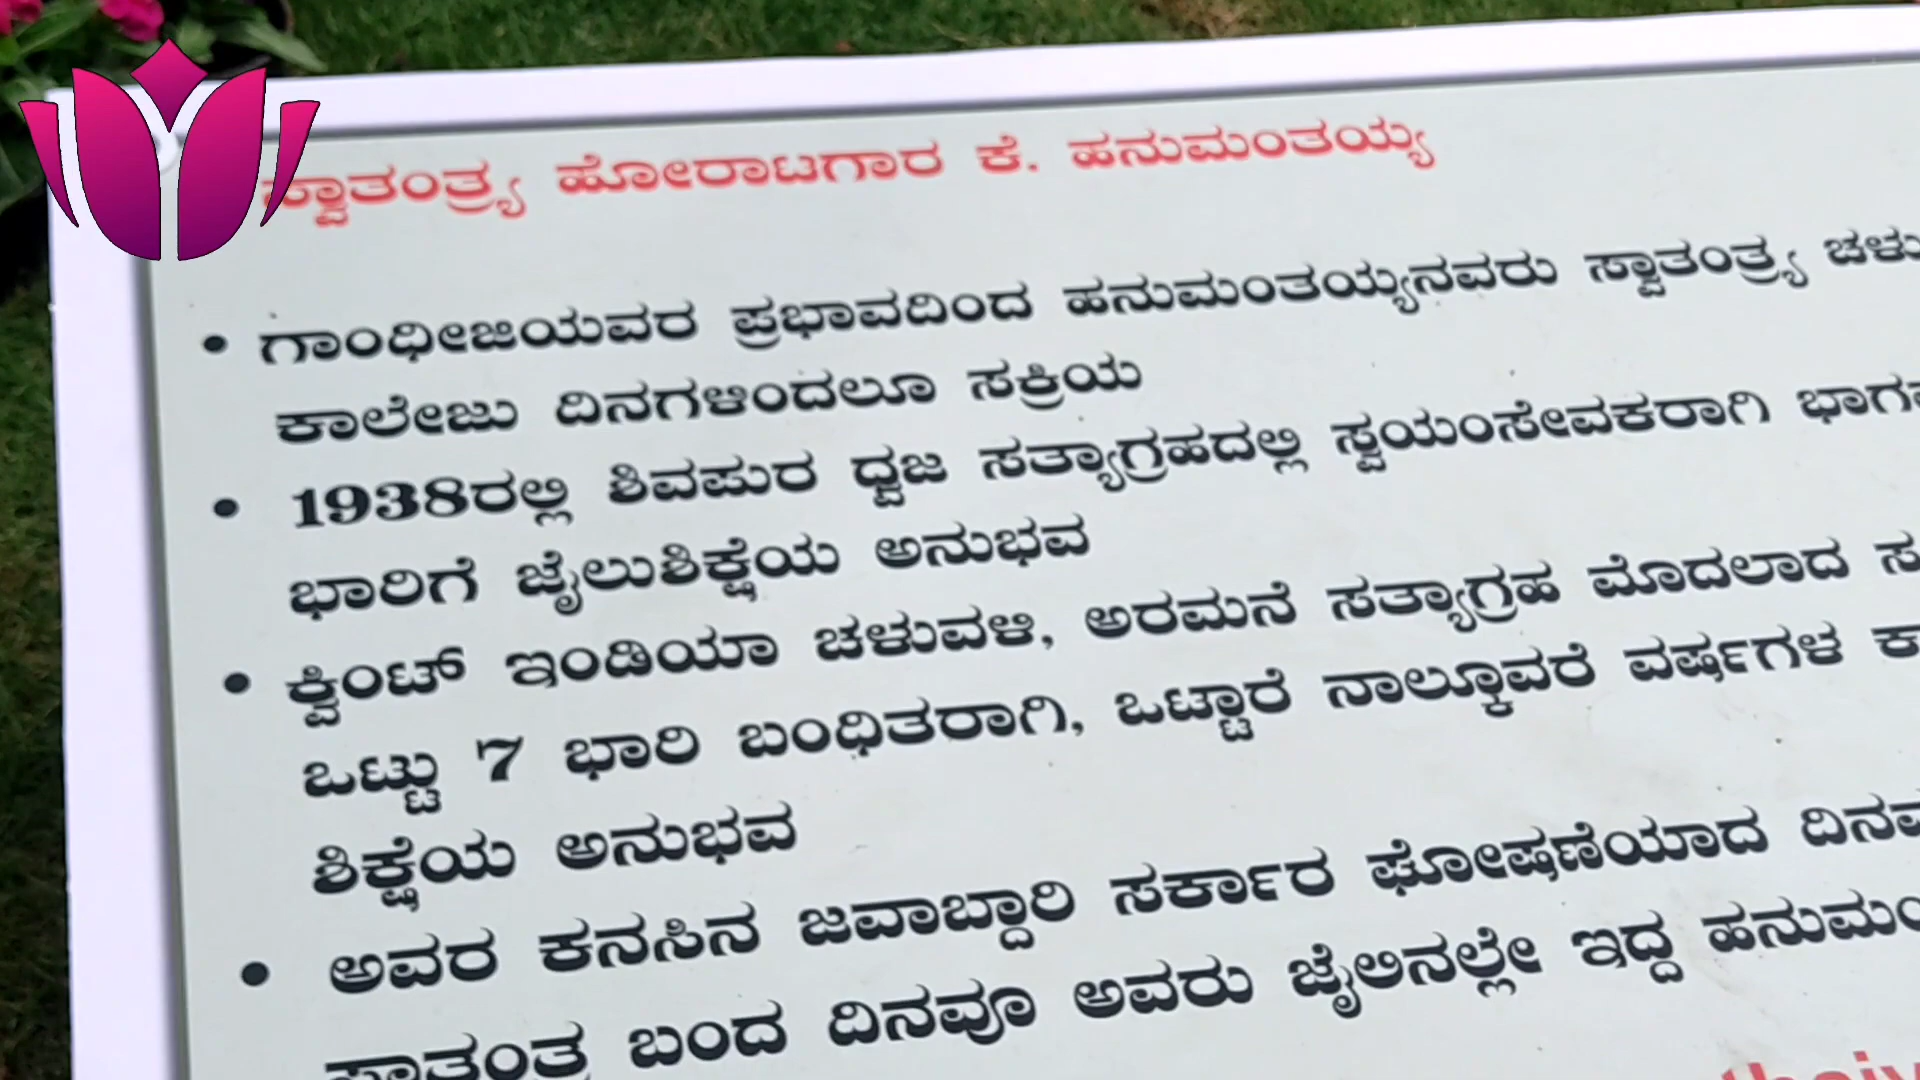 ಸ್ವಾತಂತ್ರ್ಯ ಹೋರಾಟಗಾರ ಕೆ. ಹನುಮಂತಯ್ಯ
• ಗಾಂಧೀಜಿಯವರ ಪ್ರಭಾವದಿಂದ ಹನುಮಂತಯ್ಯನವರು ಸ್ವಾತಂತ್ರ್ಯ
ಕಾಲೇಜು ದಿನಗಳಿಂದಲೂ ಸಕ್ರಿಯ
• 1938ರಲ್ಲಿ ಶಿವಪುರ ಧ್ವಜ ಸತ್ಯಾಗ್ರಹದಲ್ಲಿ ಸ್ವಯಂಸೇವಕರಾಗಿ
ಭಾರಿಗೆ ಜೈಲುಶಿಕ್ಷೆಯ ಅನುಭವ
• ಕ್ವಿಂಟ್ ಇಂಡಿಯಾ ಚಳುವಳಿ, ಅರಮನೆ ಸತ್ಯಾಗ್ರಹ ಮೊದಲಾದ
ಒಟ್ಟು 7 ಭಾರಿ ಬಂಧಿತರಾಗಿ, ಒಟ್ಟಾರೆ ನಾಲ್ಕೂವರೆ ವರ್ಷಗಳ
ಶಿಕ್ಷೆಯ ಅನುಭವ
• ಅವರ ಕನಸಿನ ಜವಾಬ್ದಾರಿ ಸರ್ಕಾರ ಘೋಷಣೆಯಾದ
ಬಂದ ದಿನವೂ ಅವರು ಜೈಲಿನಲ್ಲೇ ಇದ್ದ